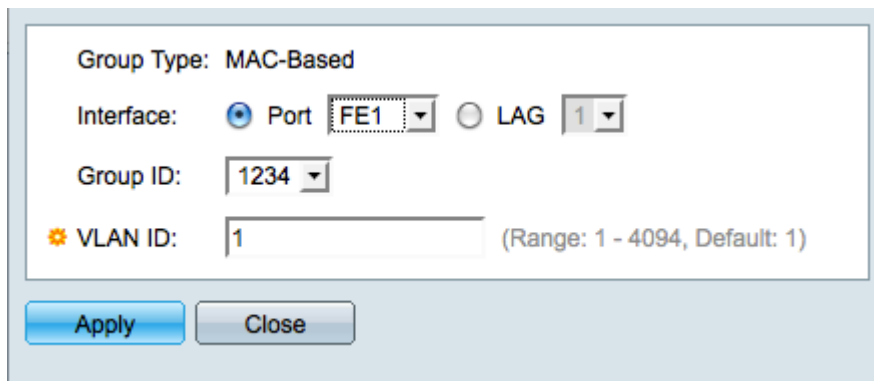 Group Type: MAC-Based
Interface: Port FE1 LAG 1
Group ID: 1234
VLAN ID: 1 (Range: 1 - 4094, Default: 1)
Apply Close